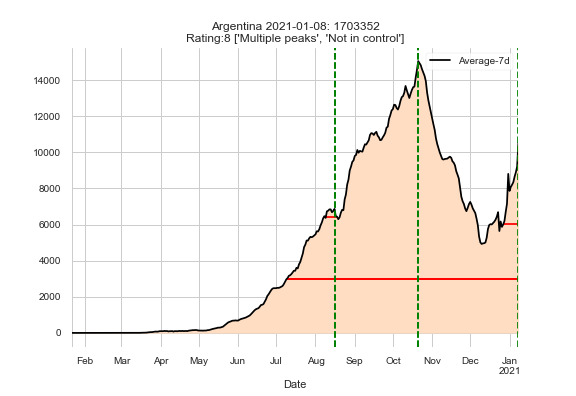 Argentina 2021-01-08: 1703352
Rating:8 ['Multiple peaks', 'Not in control']
Average-7d
14000
12000
10000
8000
6000
4000
2000
0
Feb Mar Apr May Jun Jul Aug Sep Oct Nov Dec Jan
2021
Date